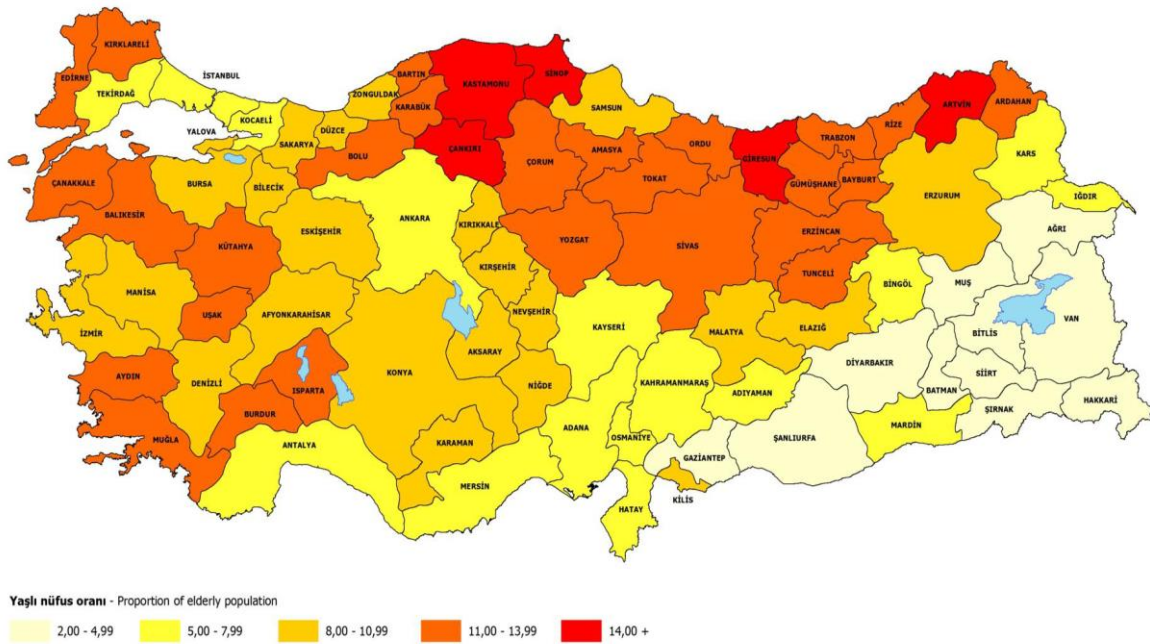 KIRKLARELİ
EDİRNE
İSTANBUL
TEKİRDAĞ
KOCAELİ
YALOVA
SAKARYA
DÜZCE
ZONGULDAK
BARTIN
KARABÜK
KASTAMONU
SİNOP
SAMSUN
BOLU
ÇANKIRI
ÇORUM
AMASYA
ORDU
TOKAT
GİRESUN
TRABZON
RİZE
ARTVİN
ARDAHAN
GÜMÜŞHANE
BAYBURT
KARS
ERZURUM
IĞDIR
AĞRI
ÇANAKKALE
BURSA
BİLECİK
BALIKESİR
KÜTAHYA
ESKİŞEHİR
ANKARA
KIRIKKALE
KIRŞEHİR
YOZGAT
SİVAS
ERZİNCAN
TUNCELİ
BİNGÖL
MUŞ
MANİSA
UŞAK
AFYONKARAHİSAR
İZMİR
NEVŞEHİR
KAYSERİ
MALATYA
ELAZIĞ
BİTLİS
VAN
AYDIN
DENİZLİ
ISPARTA
KONYA
AKSARAY
NİĞDE
KAHRAMANMARAŞ
ADIYAMAN
DİYARBAKIR
BATMAN
SİİRT
ŞIRNAK
HAKKARİ
MUĞLA
BURDUR
ANTALYA
KARAMAN
MERSİN
ADANA
OSMANİYE
GAZİANTEP
ŞANLIURFA
MARDİN
KİLİS
HATAY
Yaşlı nüfus oranı - Proportion of elderly population
2,00 - 4,99 5,00 - 7,99 8,00 - 10,99 11,00 - 13,99 14,00 +